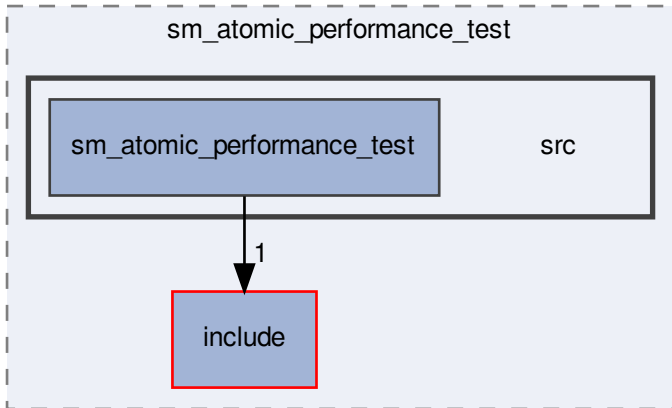 sm_atomic_performance_test
sm_atomic_performance_test
src
1
include